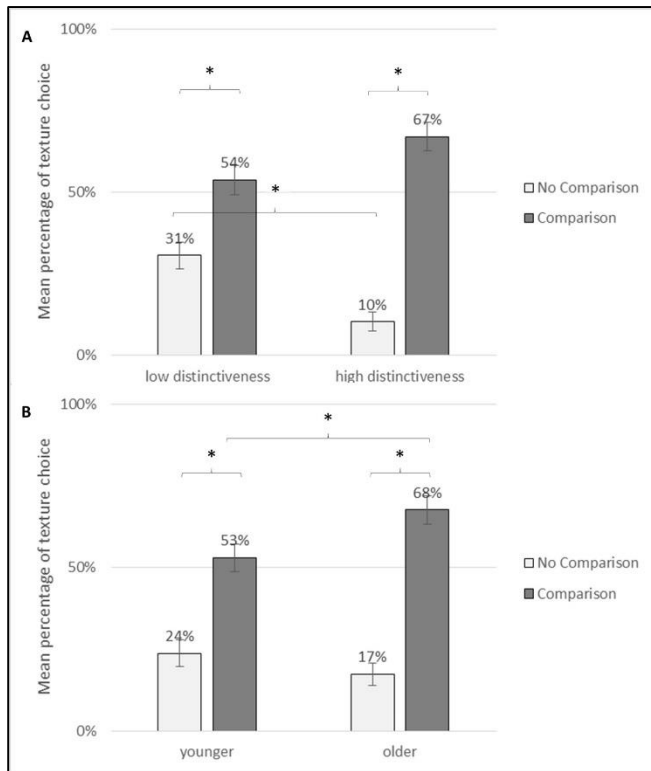 A
Mean percentage of texture choice
100%
50%
0%
*
*
*
31%
54%
10%
67%
low distinctiveness
high distinctiveness
No Comparison
Comparison
B
Mean percentage of texture choice
100%
50%
0%
*
*
*
24%
53%
17%
68%
younger
older
No Comparison
Comparison